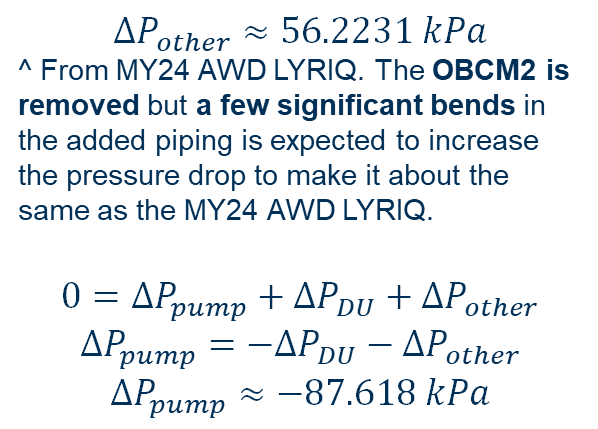 ΔP_other ≈ 56.2231 kPa
^ From MY24 AWD LYRIQ. The OBCM2 is
removed but a few significant bends in
the added piping is expected to increase
the pressure drop to make it about the
same as the MY24 AWD LYRIQ.
0 = ΔP_pump + ΔP_DU + ΔP_other
ΔP_pump = −ΔP_DU − ΔP_other
ΔP_pump ≈ −87.618 kPa